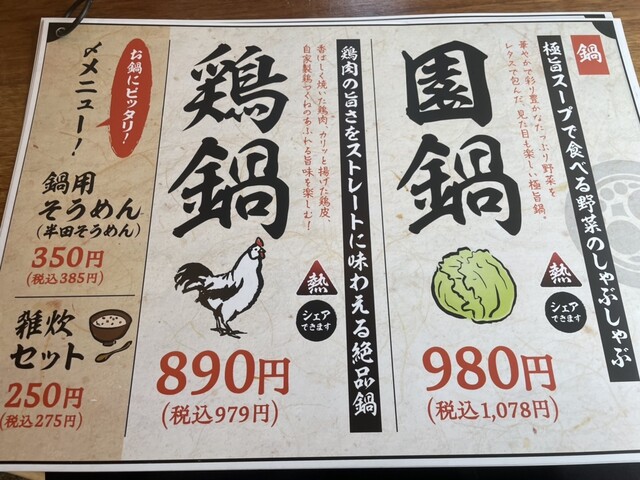 鍋
極旨スープで食べる野菜のしゃぶしゃぶ
華やかで彩り豊かなたっぷり野菜を
レタスで包んだ、見た目も楽しい極旨鍋。
園鍋
熱
シェア
できます
980円
(税込1,078円)
鶏肉の旨さをストレートに味わえる絶品鍋
香ばしく焼いた鶏肉、カリッと揚げた鶏皮、
自家製鶏つくねのあふれる旨味を楽しむ!
鶏鍋
熱
シェア
できます
890円
(税込979円)
お鍋にピッタリ!
〆メニュー!
鍋用
そうめん
(半田そうめん)
350円
(税込385円)
雑炊
セット
250円
(税込275円)